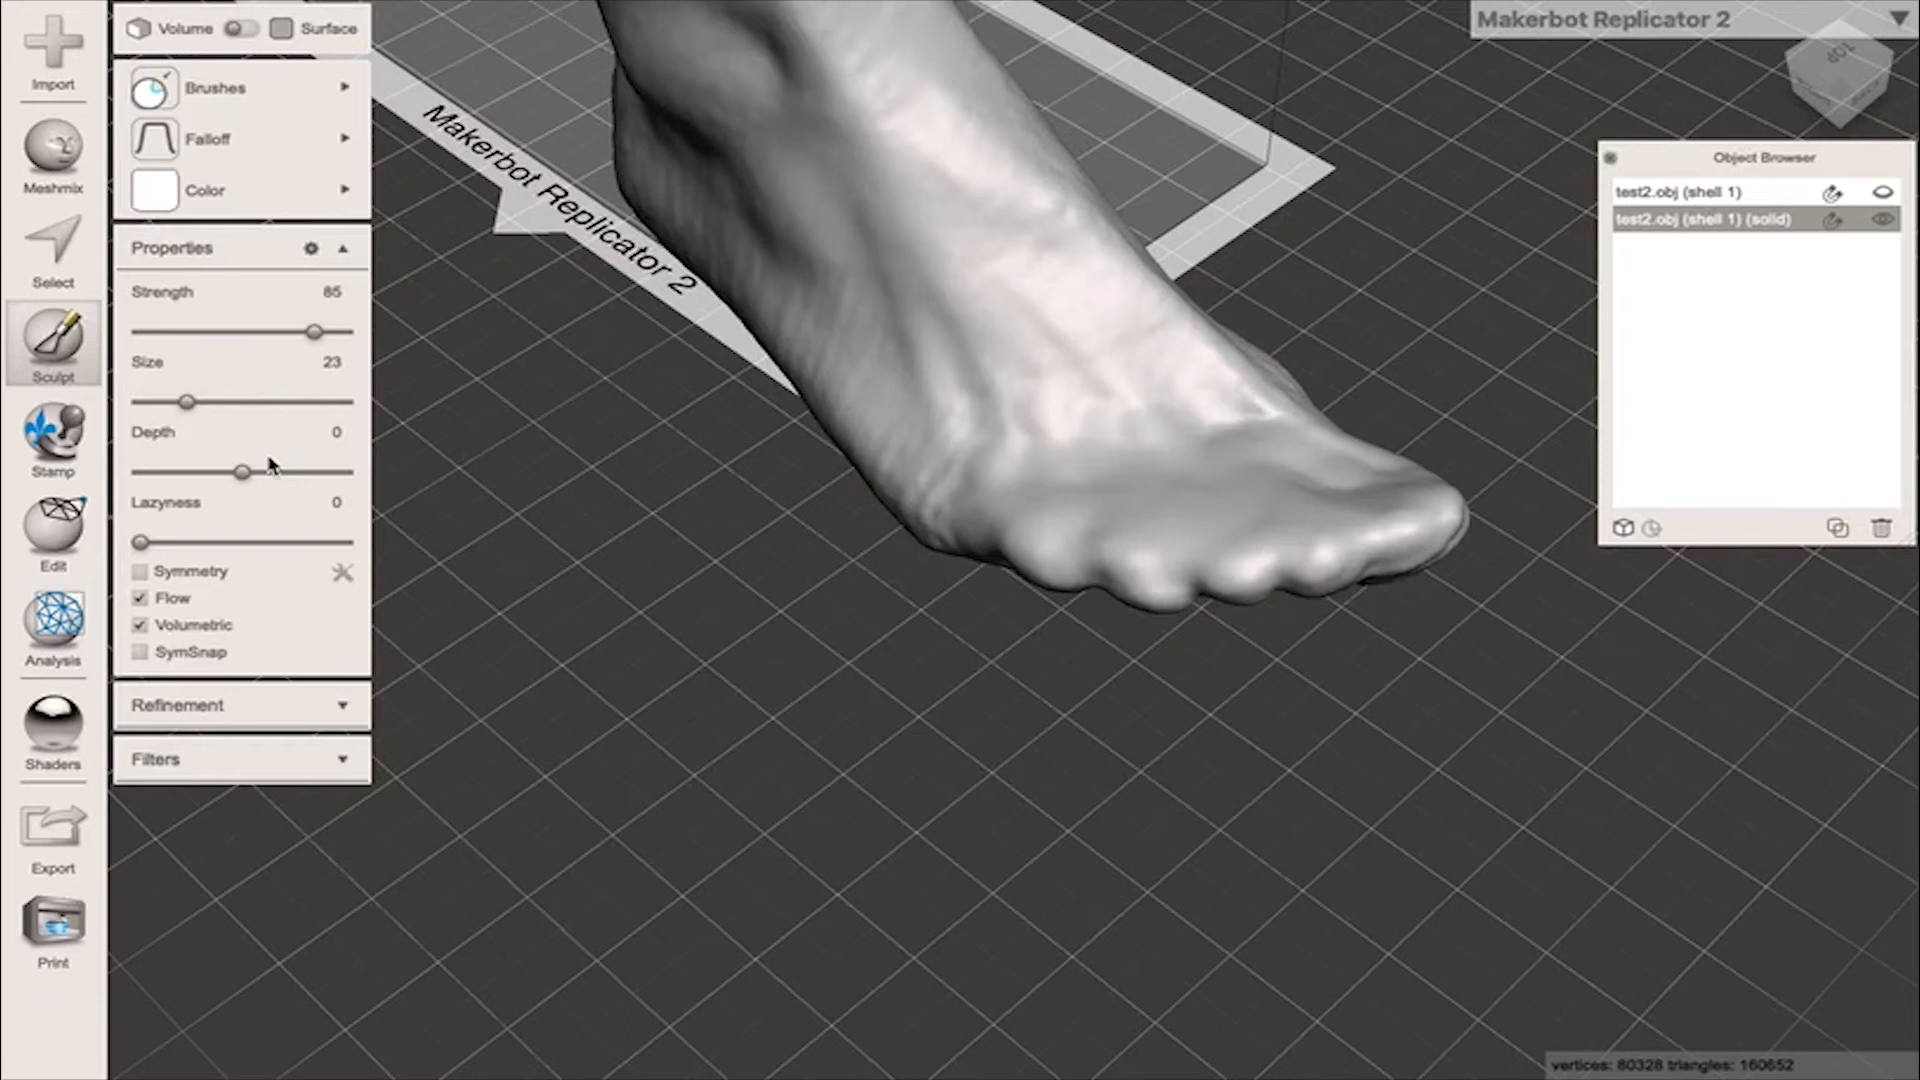 Import
Meshmix
Select
Sculpt
Stamp
Edit
Analysis
Shaders
Export
Print
Volume Surface
Brushes
Falloff
Color
Properties
Strength 85
Size 23
Depth 0
Lazyness 0
Symmetry
Flow
Volumetric
SymSnap
Refinement
Filters
Makerbot Replicator 2
Makerbot Replicator 2
TOP
Object Browser
test2.obj (shell 1)
test2.obj (shell 1) (solid)
vertices: 80328 triangles: 160652